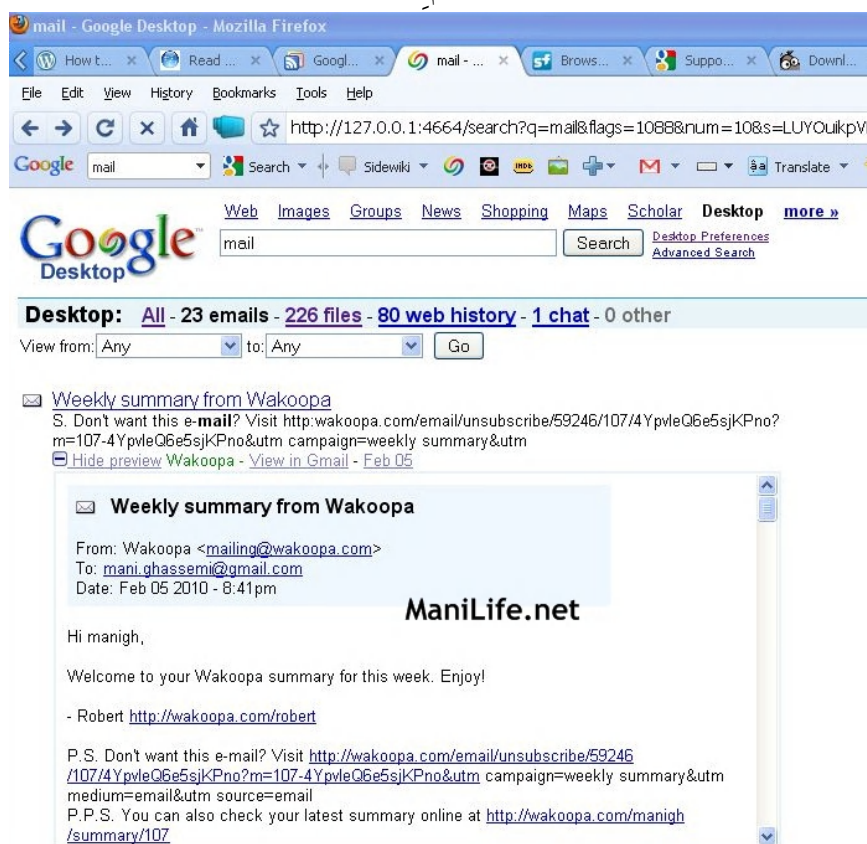 mail - Google Desktop - Mozilla Firefox
How t... Read ... Googl... mail - ... Brows... Suppo... Downl...
File Edit View History Bookmarks Tools Help
http://127.0.0.1:4664/search?q=mail&flags=1088&num=10&s=LUYOuikpV
Google mail Search Sidewiki IMDb Translate
Web Images Groups News Shopping Maps Scholar Desktop more »
Google™ Desktop
mail Search Desktop Preferences
Advanced Search
Desktop: All - 23 emails - 226 files - 80 web history - 1 chat - 0 other
View from: Any to: Any Go
Weekly summary from Wakoopa
S. Don't want this e-mail? Visit http:wakoopa.com/email/unsubscribe/59246/107/4YpvleQ6e5sjKPno?
m=107-4YpvleQ6e5sjKPno&utm campaign=weekly summary&utm
Hide preview Wakoopa - View in Gmail - Feb 05
Weekly summary from Wakoopa
From: Wakoopa <mailing@wakoopa.com>
To: mani.ghassemi@gmail.com
Date: Feb 05 2010 - 8:41pm
ManiLife.net
Hi manigh,
Welcome to your Wakoopa summary for this week. Enjoy!
- Robert http://wakoopa.com/robert
P.S. Don't want this e-mail? Visit http://wakoopa.com/email/unsubscribe/59246
/107/4YpvleQ6e5sjKPno?m=107-4YpvleQ6e5sjKPno&utm campaign=weekly summary&utm
medium=email&utm source=email
P.P.S. You can also check your latest summary online at http://wakoopa.com/manigh
/summary/107